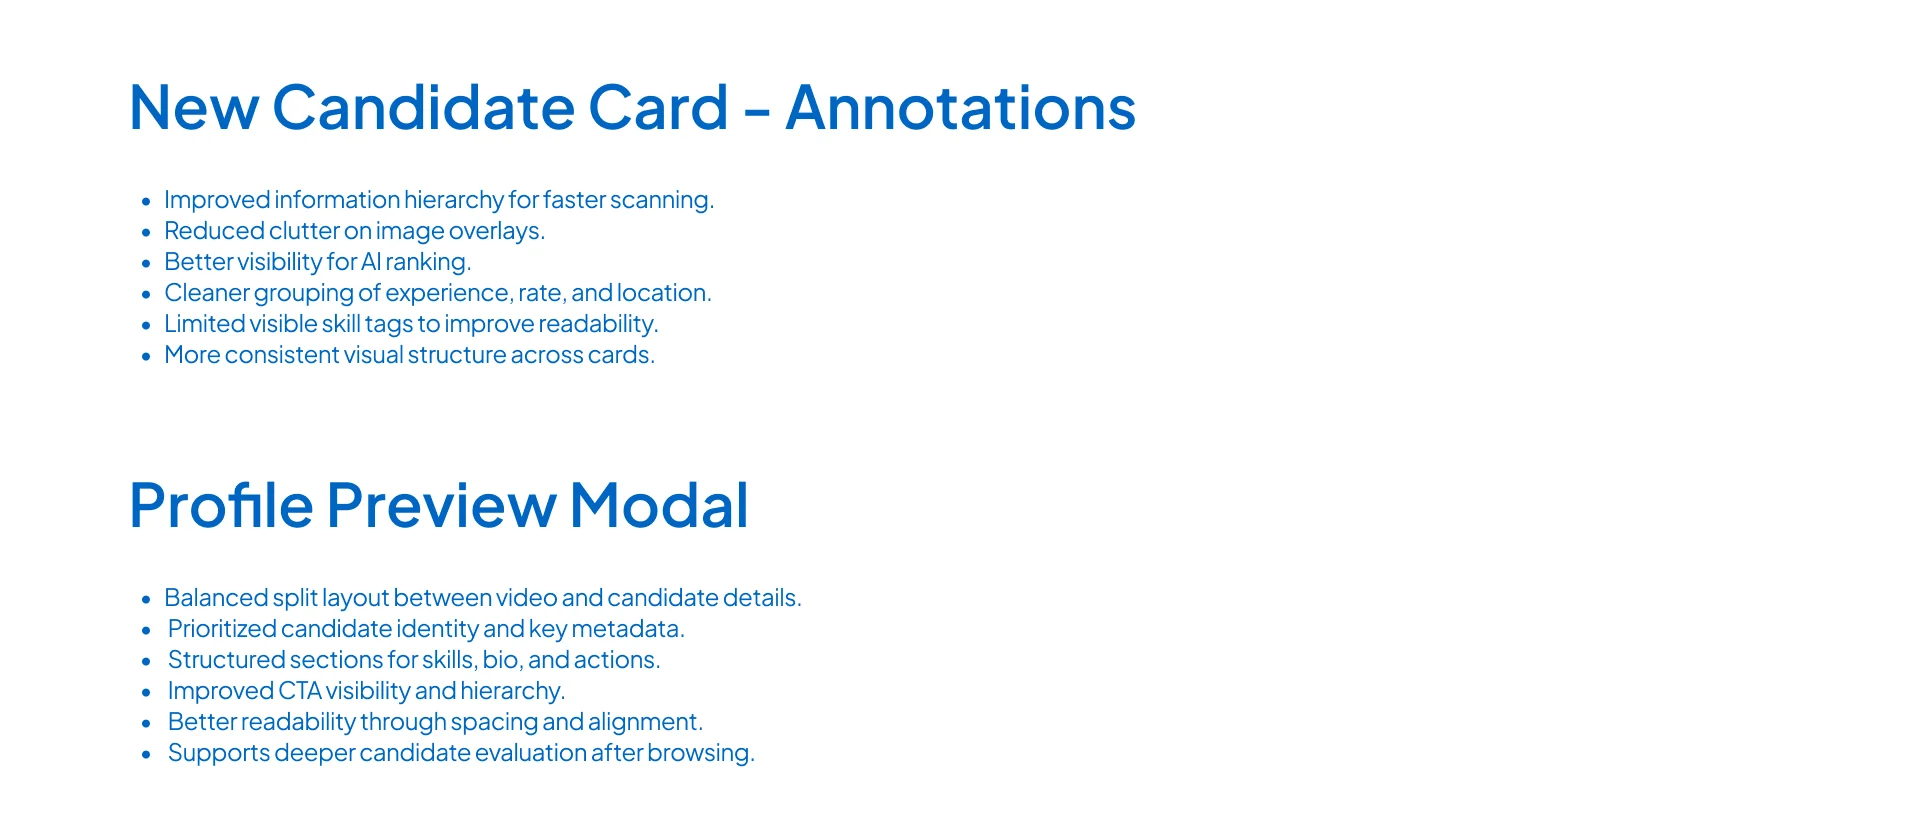 New Candidate Card – Annotations
• Improved information hierarchy for faster scanning.
• Reduced clutter on image overlays.
• Better visibility for AI ranking.
• Cleaner grouping of experience, rate, and location.
• Limited visible skill tags to improve readability.
• More consistent visual structure across cards.
Profile Preview Modal
• Balanced split layout between video and candidate details.
• Prioritized candidate identity and key metadata.
• Structured sections for skills, bio, and actions.
• Improved CTA visibility and hierarchy.
• Better readability through spacing and alignment.
• Supports deeper candidate evaluation after browsing.